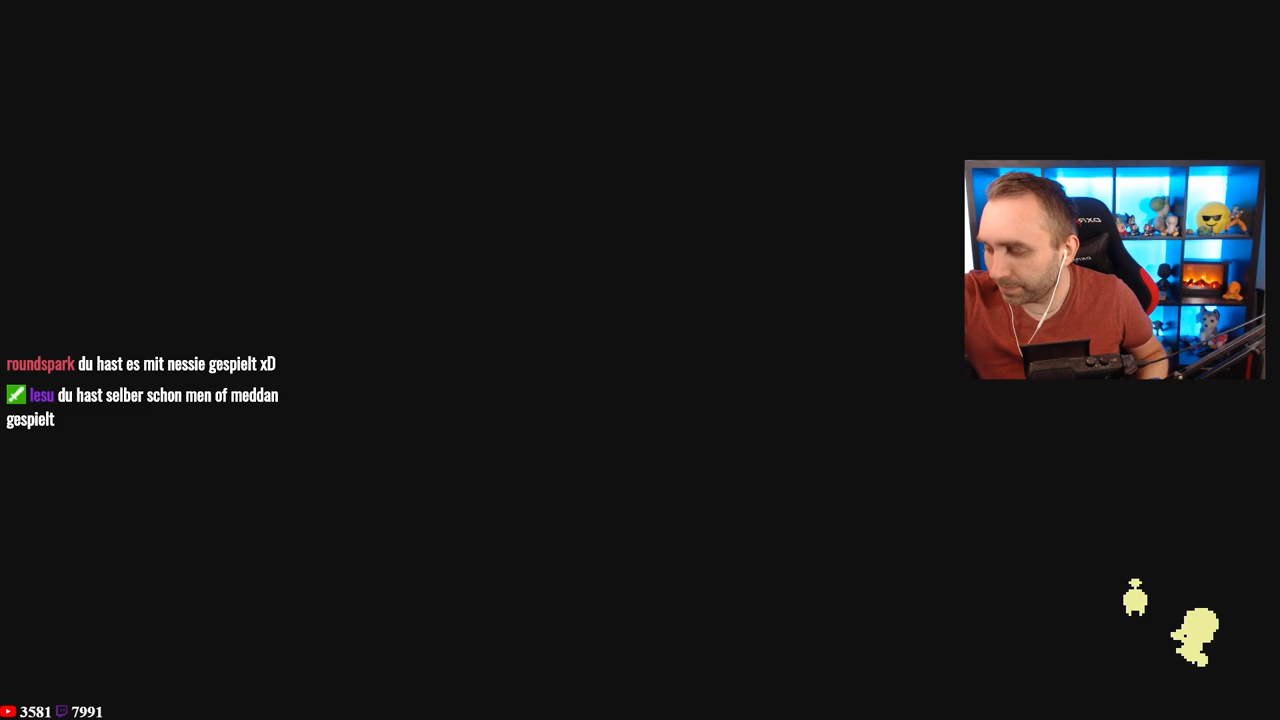 roundspark du hast es mit nessie gespielt xD
lesu du hast selber schon men of meddan
gespielt
3581 7991